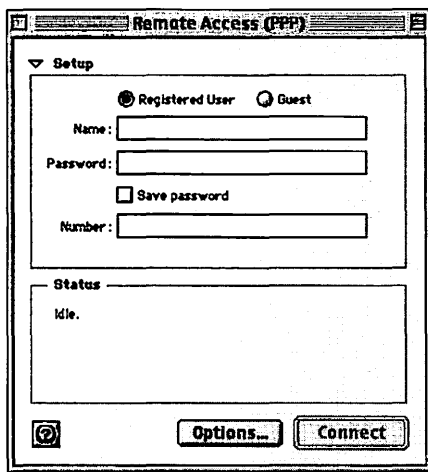 Remote Access (PPP)
Setup
Registered User Guest
Name:
Password:
Save password
Number:
Status
Idle.
Options... Connect